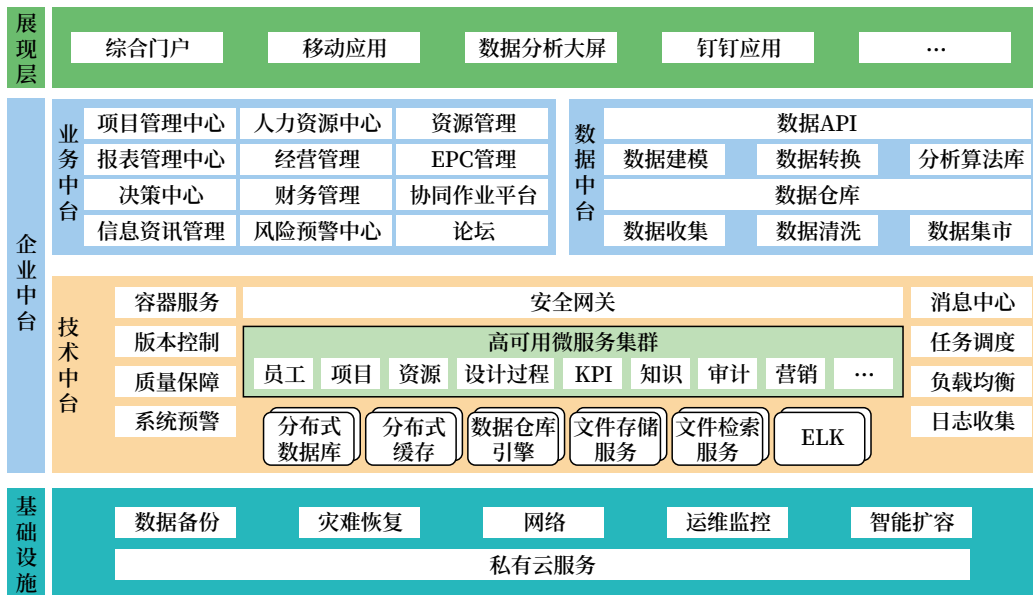 展现层
综合门户
移动应用
数据分析大屏
钉钉应用
…
企业中台
业务中台
项目管理中心
人力资源中心
资源管理
报表管理中心
经营管理
EPC管理
决策中心
财务管理
协同作业平台
信息资讯管理
风险预警中心
论坛
数据中台
数据API
数据建模
数据转换
分析算法库
数据仓库
数据收集
数据清洗
数据集市
技术中台
容器服务
版本控制
质量保障
系统预警
安全网关
高可用微服务集群
员工
项目
资源
设计过程
KPI
知识
审计
营销
…
分布式
数据库
分布式
缓存
数据仓库
引擎
文件存储
服务
文件检索
服务
ELK
消息中心
任务调度
负载均衡
日志收集
基础设施
数据备份
灾难恢复
网络
运维监控
智能扩容
私有云服务